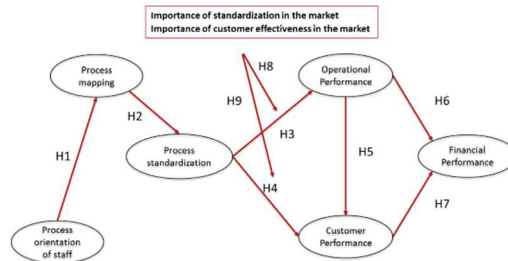 Importance of standardization in the market
Importance of customer effectiveness in the market
Process
mapping
H8
Operational
Performance
H9
H2
H6
H1
Process
standardization
H3
H5
Financial
Performance
H4
H7
Process
orientation
of staff
Customer
Performance